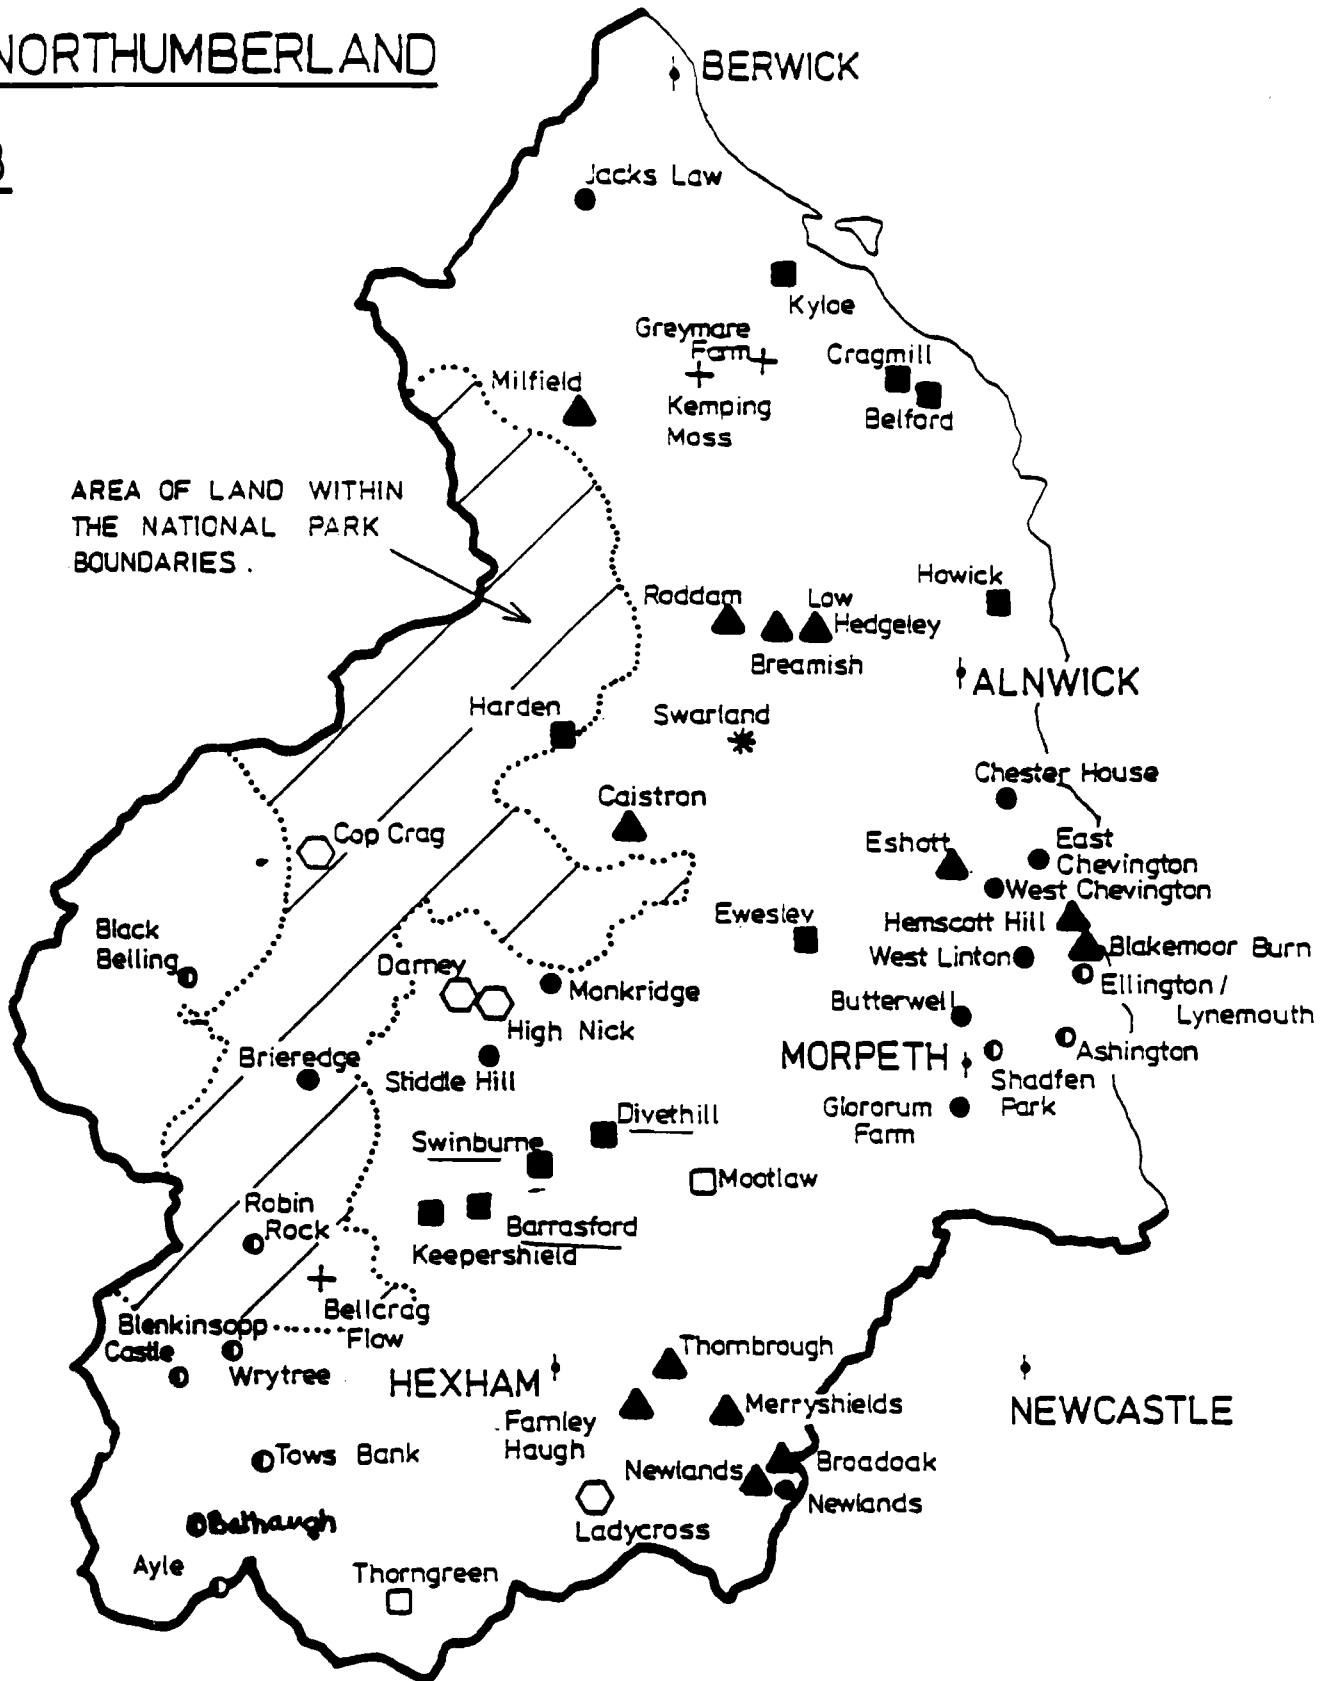 NORTHUMBERLAND
BERWICK
Jacks Law
Kyloe
Greymare
Farm
Cragmill
Milfield
Kemping
Moss
Belford
AREA OF LAND WITHIN
THE NATIONAL PARK
BOUNDARIES .
Howick
Roddam
Low
Hedgeley
Breamish
ALNWICK
Harden
Swarland
Chester House
Caistron
Cop Crag
Eshott
East
Chevington
West Chevington
Ewesley
Hemscott Hill
Black
Belling
Blakemoor Burn
West Linton
Darney
Monkridge
Ellington /
Lynemouth
Butterwell
High Nick
MORPETH
Ashington
Brieredge
Stiddle Hill
Shadfen
Park
Glororum
Farm
Divethill
Swinburne
Mootlaw
Robin
Rock
Barrasford
Keepershield
Bellcrag
Flow
Blenkinsopp
Castle
Wrytree
Thornbrough
HEXHAM
Merryshields
NEWCASTLE
Farnley
Haugh
Tows Bank
Broadoak
Newlands
Newlands
Ladycross
Ayle
Thorngreen